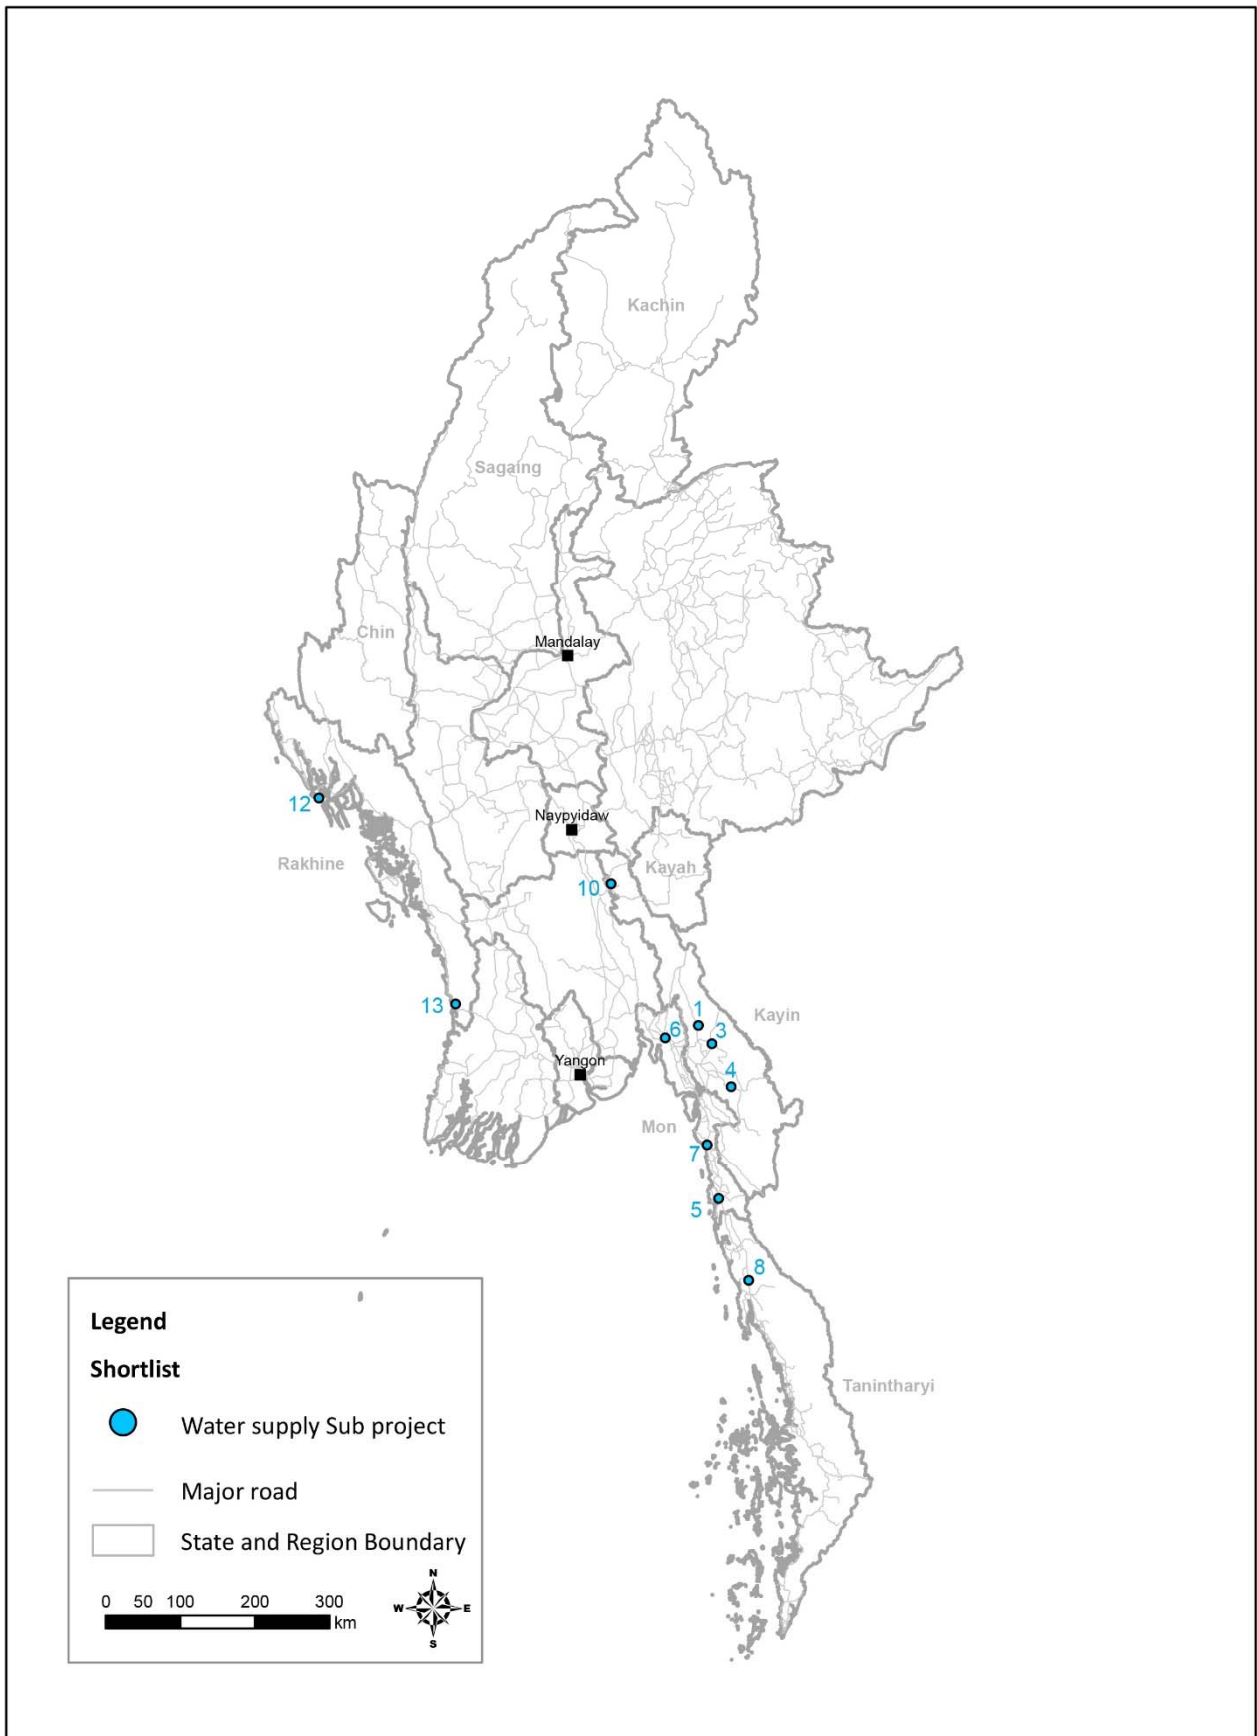 Kachin
Sagaing
Chin
Mandalay
12
Naypyidaw
Rakhine
Kayah
10
13
1
Kayin
6
3
Yangon
4
Mon
7
5
8
Tanintharyi
Legend
Shortlist
Water supply Sub project
Major road
State and Region Boundary
N
0 50 100 200 300
W E
km
S